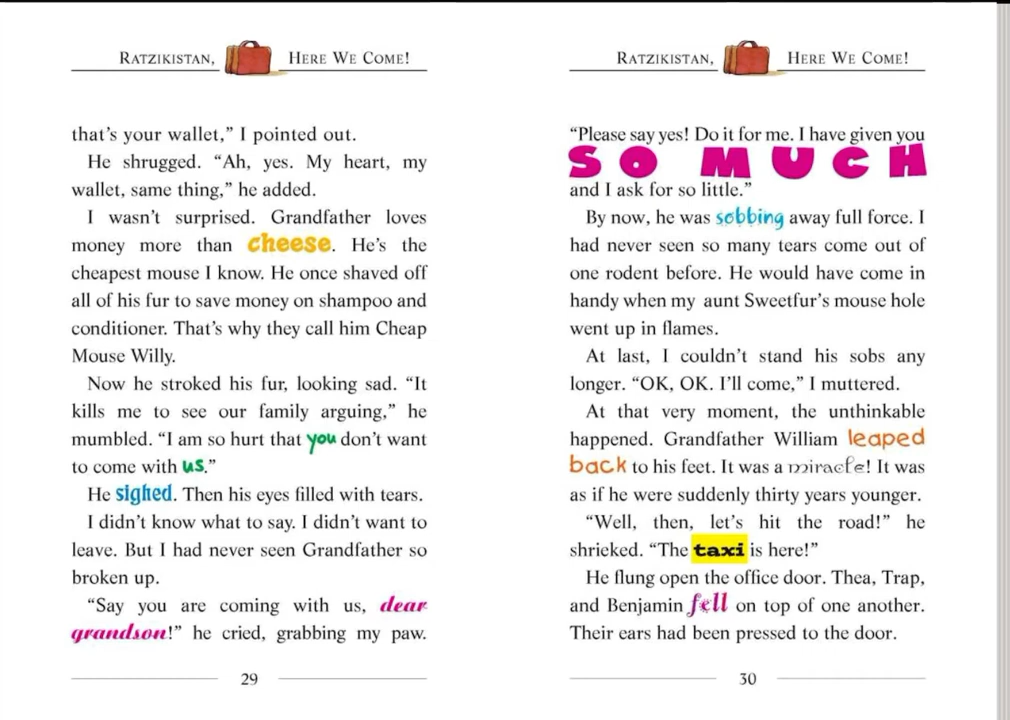 RATZIKISTAN, HERE WE COME!
that's your wallet," I pointed out.
He shrugged. "Ah, yes. My heart, my
wallet, same thing," he added.
I wasn't surprised. Grandfather loves
money more than cheese. He's the
cheapest mouse I know. He once shaved off
all of his fur to save money on shampoo and
conditioner. That's why they call him Cheap
Mouse Willy.
Now he stroked his fur, looking sad. "It
kills me to see our family arguing," he
mumbled. "I am so hurt that you don't want
to come with us."
He sighed. Then his eyes filled with tears.
I didn't know what to say. I didn't want to
leave. But I had never seen Grandfather so
broken up.
"Say you are coming with us, dear
grandson!" he cried, grabbing my paw.
29
RATZIKISTAN, HERE WE COME!
"Please say yes! Do it for me. I have given you
SO MUCH
and I ask for so little."
By now, he was sobbing away full force. I
had never seen so many tears come out of
one rodent before. He would have come in
handy when my aunt Sweetfur's mouse hole
went up in flames.
At last, I couldn't stand his sobs any
longer. "OK, OK. I'll come," I muttered.
At that very moment, the unthinkable
happened. Grandfather William leaped
back to his feet. It was a miracle! It was
as if he were suddenly thirty years younger.
"Well, then, let's hit the road!" he
shrieked. "The taxi is here!"
He flung open the office door. Thea, Trap,
and Benjamin fell on top of one another.
Their ears had been pressed to the door.
30